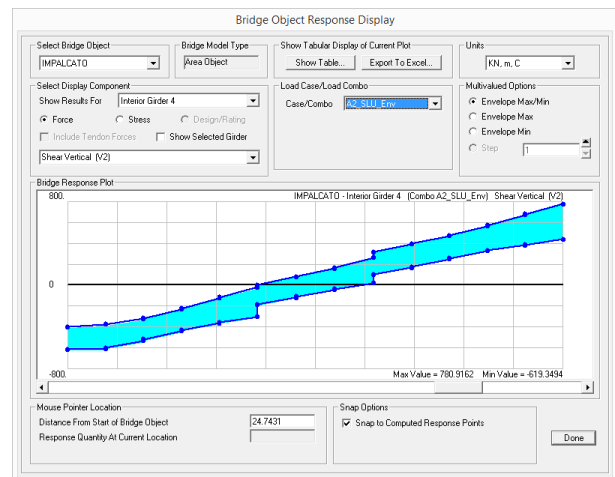 Bridge Object Response Display
Select Bridge Object
IMPALCATO
Bridge Model Type
Area Object
Show Tabular Display of Current Plot
Show Table...
Export To Excel...
Units
KN, m, C
Select Display Component
Show Results For
Interior Girder 4
Force
Stress
Design/Rating
Include Tendon Forces
Show Selected Girder
Shear Vertical (V2)
Load Case/Load Combo
Case/Combo
A2_SLU_Env
Multivalued Options
Envelope Max/Min
Envelope Max
Envelope Min
Step
1
Bridge Response Plot
800.
IMPALCATO - Interior Girder 4 (Combo A2_SLU_Env) Shear Vertical (V2)
0
-800.
Max Value = 780.9162 Min Value = -619.3494
Mouse Pointer Location
Distance From Start of Bridge Object
24.7431
Response Quantity At Current Location
Snap Options
Snap to Computed Response Points
Done